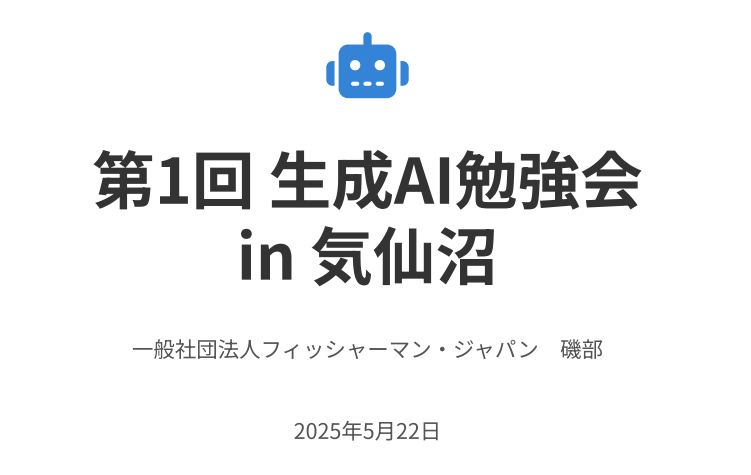 第1回 生成AI勉強会
in 気仙沼
一般社団法人フィッシャーマン・ジャパン　磯部
2025年5月22日